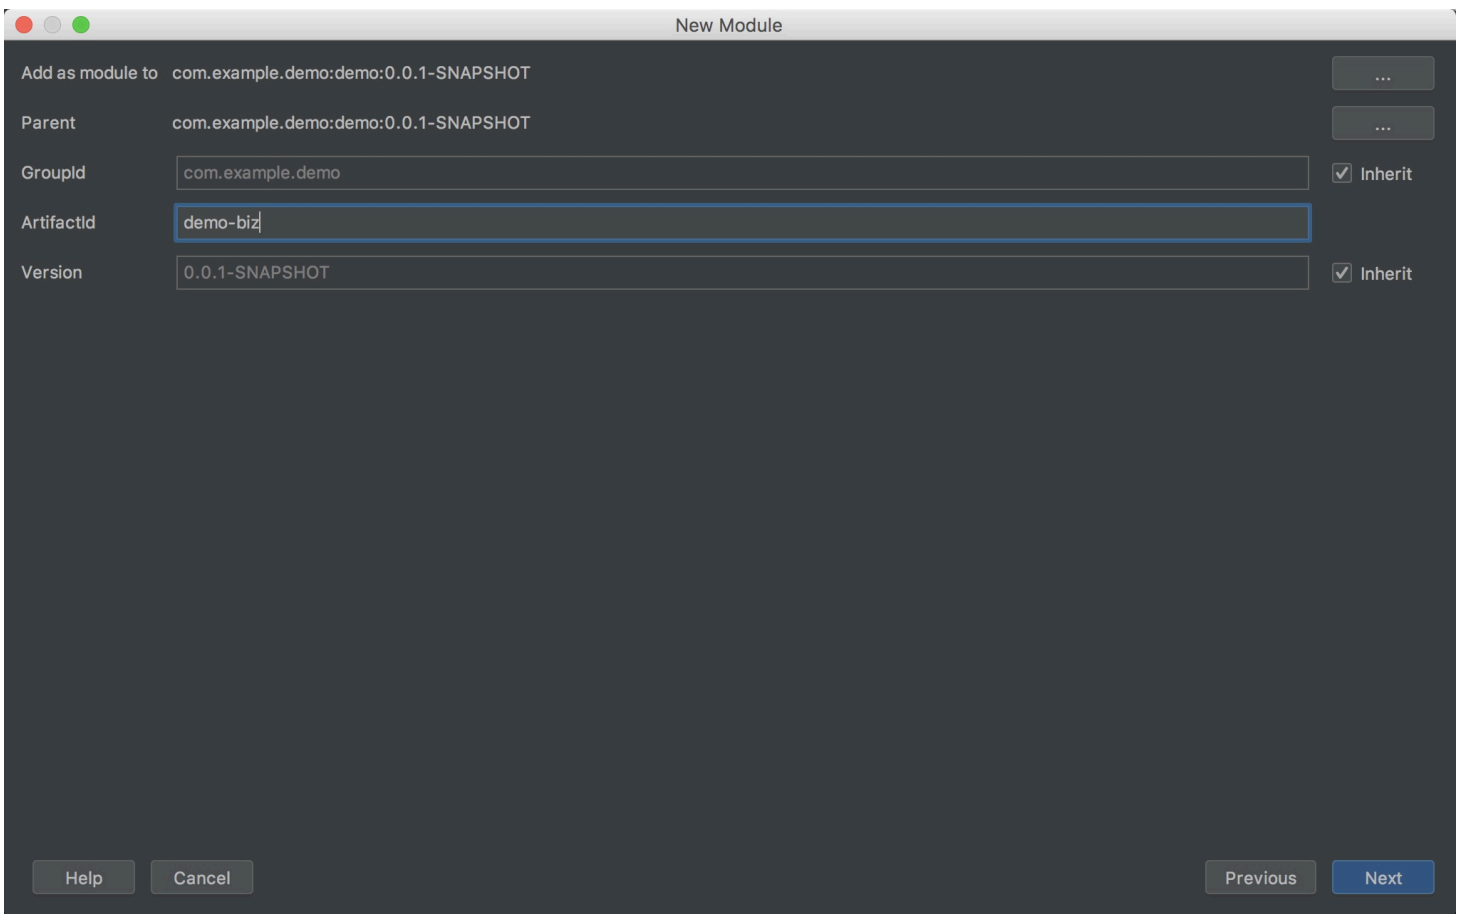 New Module
Add as module to com.example.demo:demo:0.0.1-SNAPSHOT ...
Parent com.example.demo:demo:0.0.1-SNAPSHOT ...
GroupId com.example.demo Inherit
ArtifactId demo-biz
Version 0.0.1-SNAPSHOT Inherit
Help Cancel Previous Next